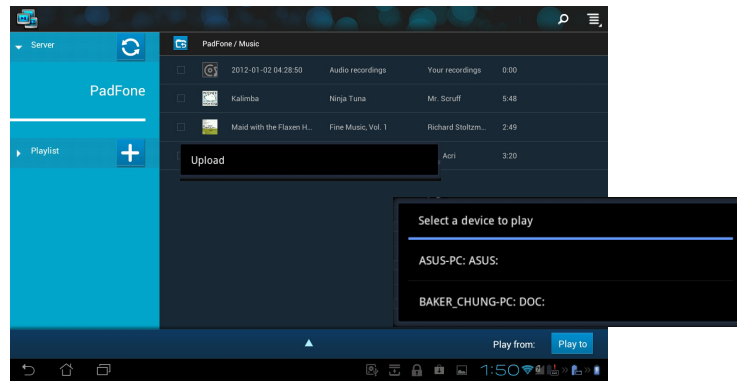 Server
PadFone / Music
2012-01-02 04:28:50 Audio recordings Your recordings 0:00
PadFone
Kalimba Ninja Tuna Mr. Scruff 5:48
Maid with the Flaxen H... Fine Music, Vol. 1 Richard Stoltzm... 2:49
Playlist
Upload
Acri 3:20
Select a device to play
ASUS-PC: ASUS:
BAKER_CHUNG-PC: DOC:
Play from: Play to
1:50